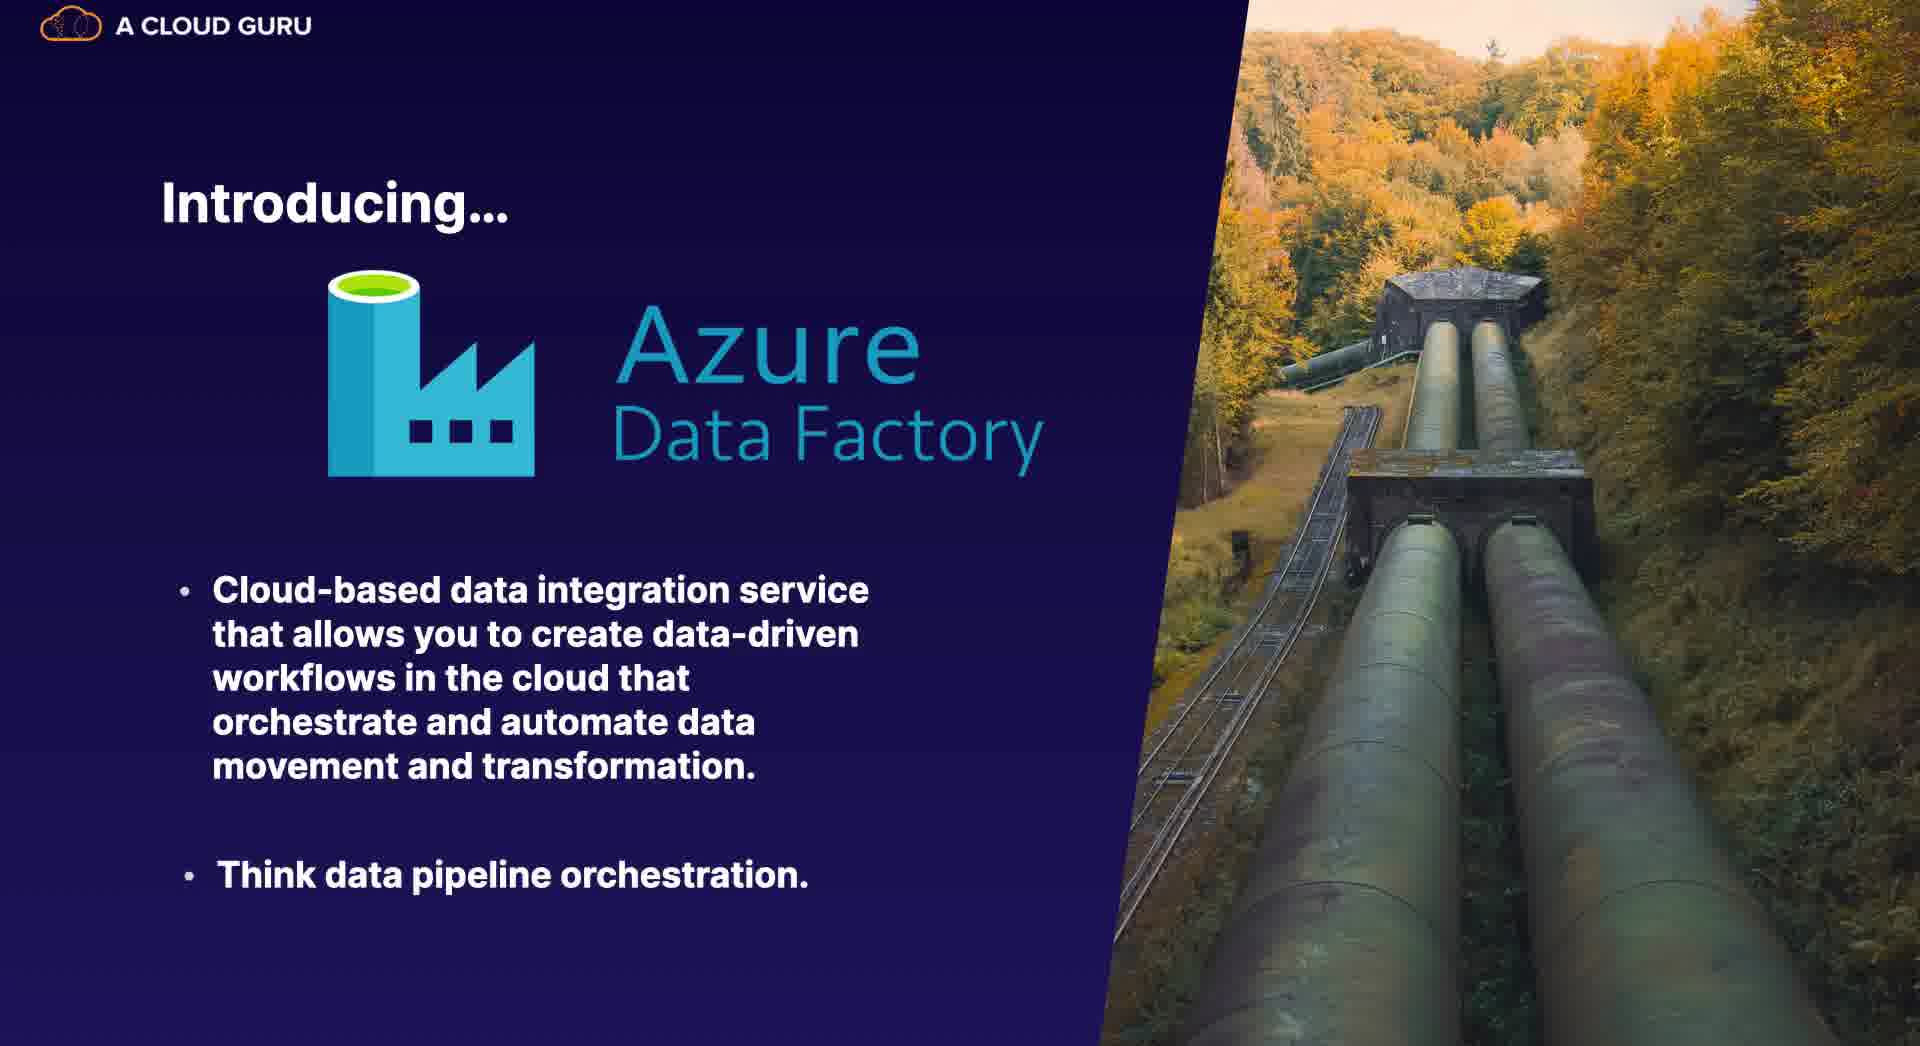 A CLOUD GURU
Introducing...
Azure
Data Factory
• Cloud-based data integration service
that allows you to create data-driven
workflows in the cloud that
orchestrate and automate data
movement and transformation.
• Think data pipeline orchestration.